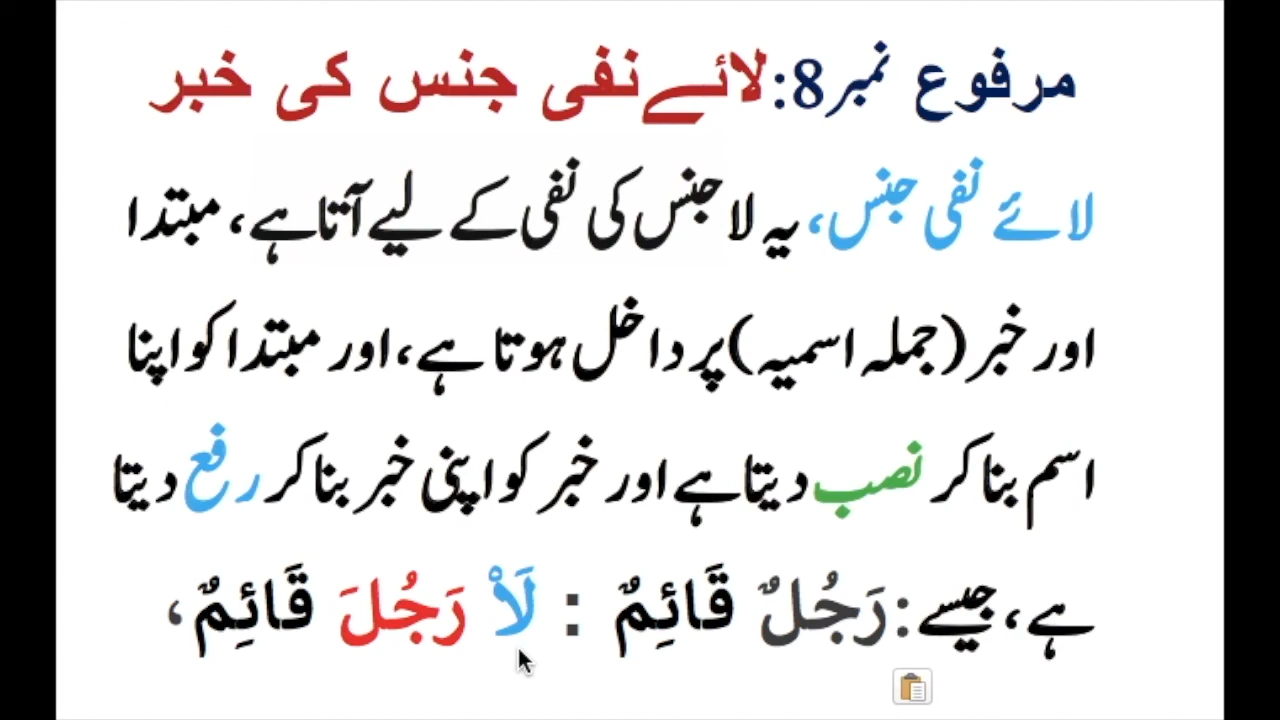 مرفوع نمبر8:لائے نفی جنس کی خبر
لائے نفی جنس، یہ لا جنس کی نفی کے لیے آتا ہے، مبتدا
اور خبر (جملہ اسمیہ) پر داخل ہوتا ہے، اور مبتدا کو اپنا
اسم بنا کر نصب دیتا ہے اور خبر کو اپنی خبر بنا کر رفع دیتا
ہے، جیسے: رَجُلٌ قَائِمٌ : لَاْ رَجُلَ قَائِمٌ،